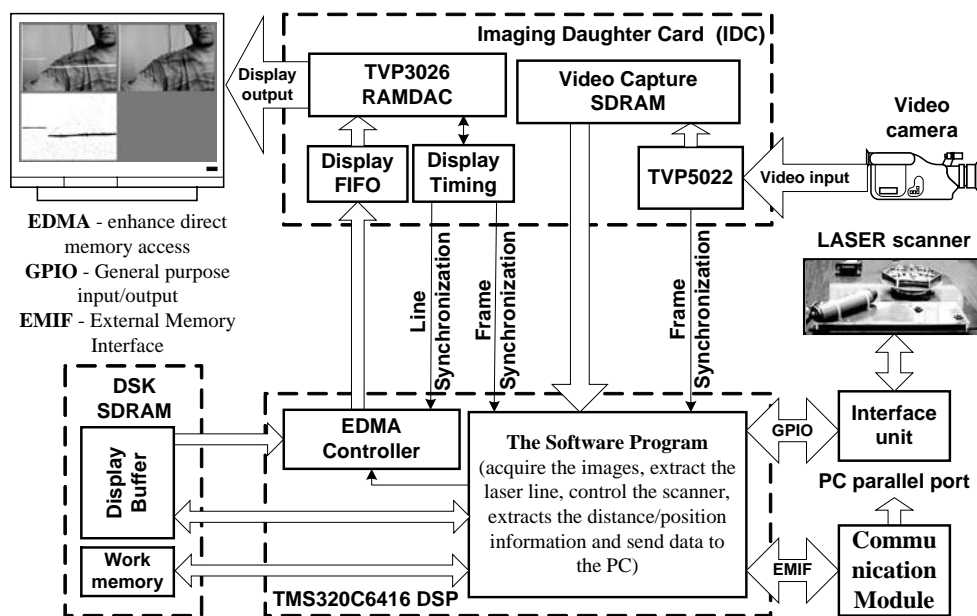 Imaging Daughter Card (IDC)
Display
output
TVP3026
RAMDAC
Video Capture
SDRAM
Video
camera
Display
FIFO
Display
Timing
TVP5022
Video input
EDMA - enhance direct
memory access
GPIO - General purpose
input/output
EMIF - External Memory
Interface
Line
Synchronization
Frame
Synchronization
Frame
Synchronization
LASER scanner
DSK
SDRAM
Display
Buffer
Work
memory
EDMA
Controller
The Software Program
(acquire the images, extract the
laser line, control the scanner,
extracts the distance/position
information and send data to
the PC)
TMS320C6416 DSP
GPIO
Interface
unit
PC parallel port
EMIF
Commu
nication
Module